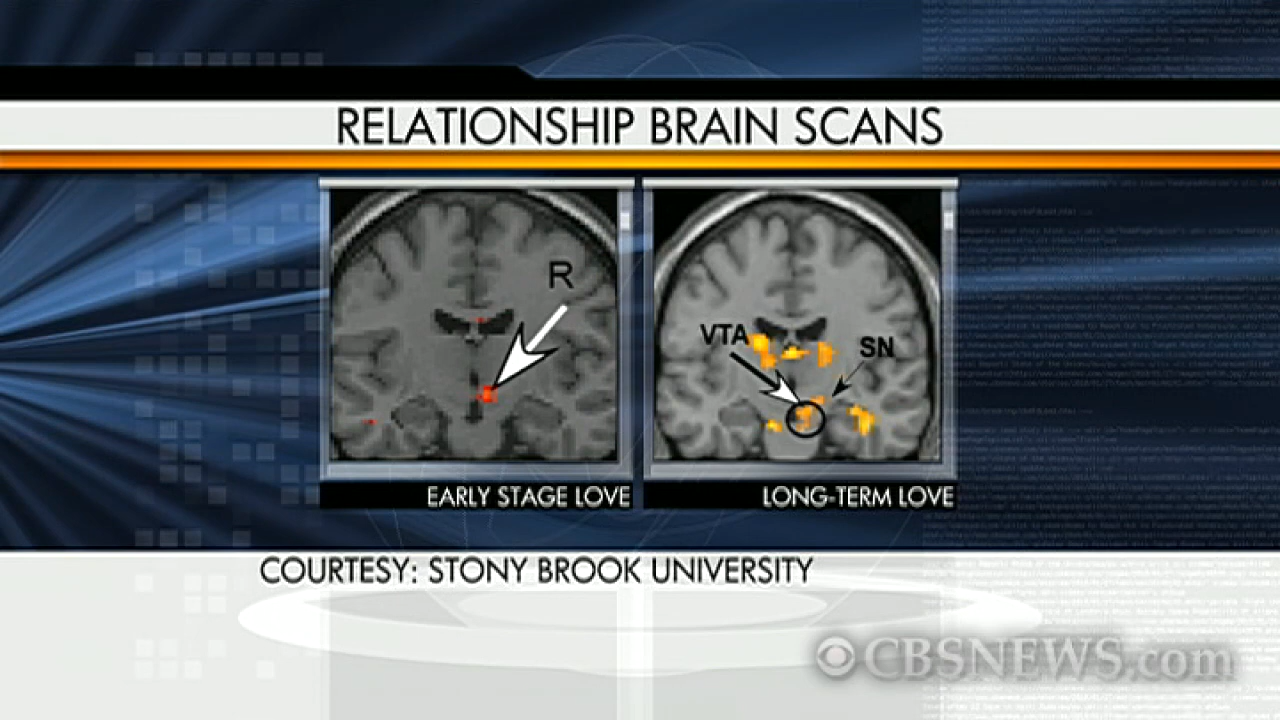 RELATIONSHIP BRAIN SCANS
R
VTA
SN
EARLY STAGE LOVE
LONG-TERM LOVE
COURTESY: STONY BROOK UNIVERSITY
CBSNEWS.com